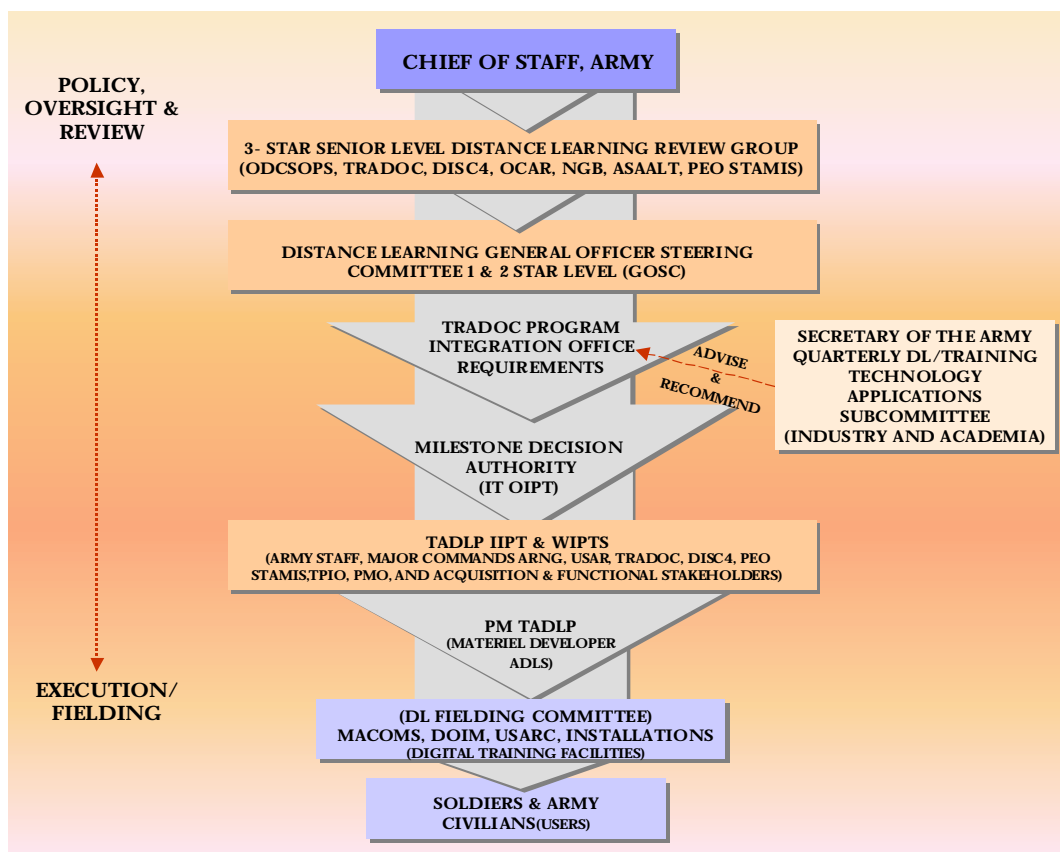 CHIEF OF STAFF, ARMY
POLICY,
OVERSIGHT &
REVIEW
3- STAR SENIOR LEVEL DISTANCE LEARNING REVIEW GROUP
(ODCSOPS, TRADOC, DISC4, OCAR, NGB, ASAALT, PEO STAMIS)
DISTANCE LEARNING GENERAL OFFICER STEERING
COMMITTEE 1 & 2 STAR LEVEL (GOSC)
TRADOC PROGRAM
INTEGRATION OFFICE
REQUIREMENTS
ADVISE
&
RECOMMEND
SECRETARY OF THE ARMY
QUARTERLY DL/TRAINING
TECHNOLOGY
APPLICATIONS
SUBCOMMITTEE
(INDUSTRY AND ACADEMIA)
MILESTONE DECISION
AUTHORITY
(IT OIPT)
TADLP IIPT & WIPTS
(ARMY STAFF, MAJOR COMMANDS ARNG, USAR, TRADOC, DISC4, PEO
STAMIS,TPIO, PMO, AND ACQUISITION & FUNCTIONAL STAKEHOLDERS)
PM TADLP
(MATERIEL DEVELOPER
ADLS)
EXECUTION/
FIELDING
(DL FIELDING COMMITTEE)
MACOMS, DOIM, USARC, INSTALLATIONS
(DIGITAL TRAINING FACILITIES)
SOLDIERS & ARMY
CIVILIANS(USERS)